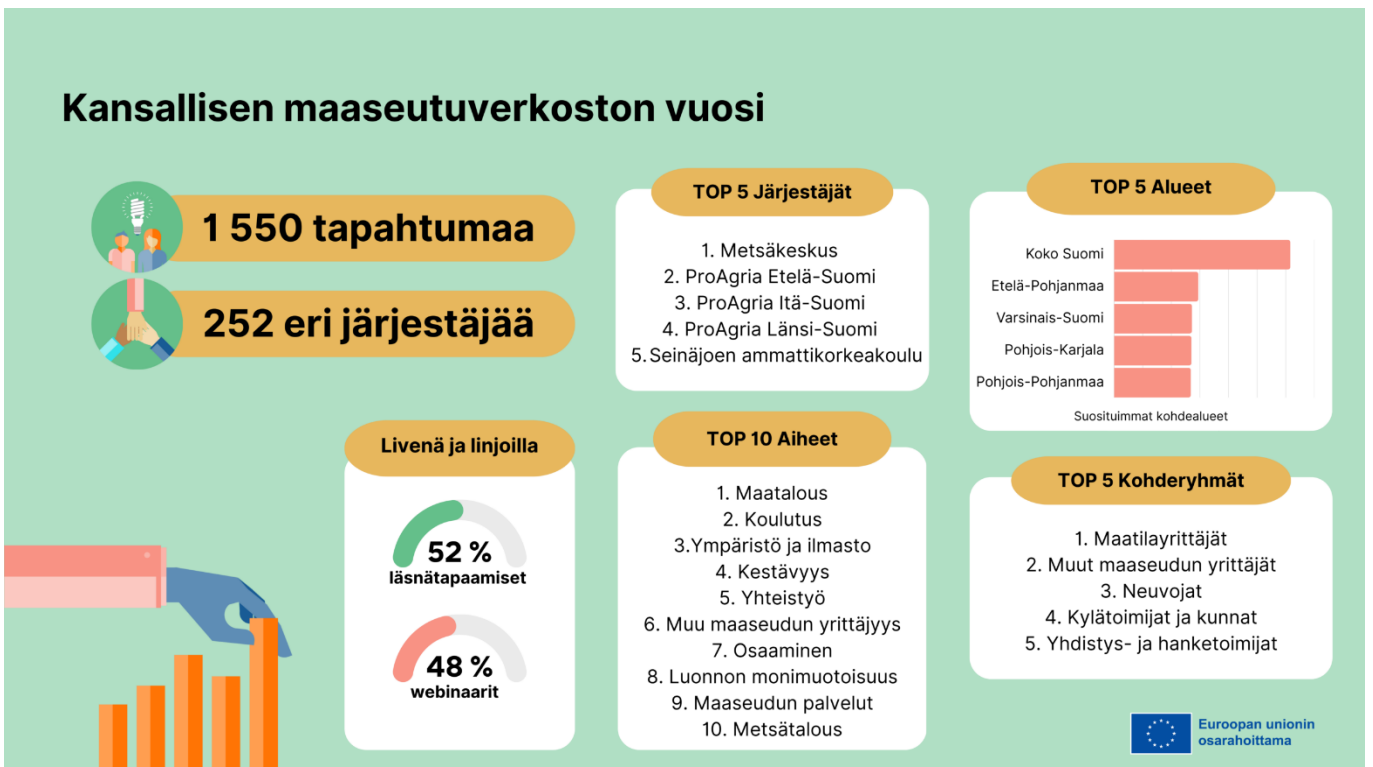 Kansallisen maaseutuverkoston vuosi
1 550 tapahtumaa
252 eri järjestäjää
Livenä ja linjoilla
52 %
läsnätapaamiset
48 %
webinaarit
TOP 5 Järjestäjät
1. Metsäkeskus
2. ProAgria Etelä-Suomi
3. ProAgria Itä-Suomi
4. ProAgria Länsi-Suomi
5. Seinäjoen ammattikorkeakoulu
TOP 10 Aiheet
1. Maatalous
2. Koulutus
3.Ympäristö ja ilmasto
4. Kestävyys
5. Yhteistyö
6. Muu maaseudun yrittäjyys
7. Osaaminen
8. Luonnon monimuotoisuus
9. Maaseudun palvelut
10. Metsätalous
TOP 5 Alueet
Koko Suomi
Etelä-Pohjanmaa
Varsinais-Suomi
Pohjois-Karjala
Pohjois-Pohjanmaa
Suosituimmat kohdealueet
TOP 5 Kohderyhmät
1. Maatilayrittäjät
2. Muut maaseudun yrittäjät
3. Neuvojat
4. Kylätoimijat ja kunnat
5. Yhdistys- ja hanketoimijat
Euroopan unionin
osarahoittama